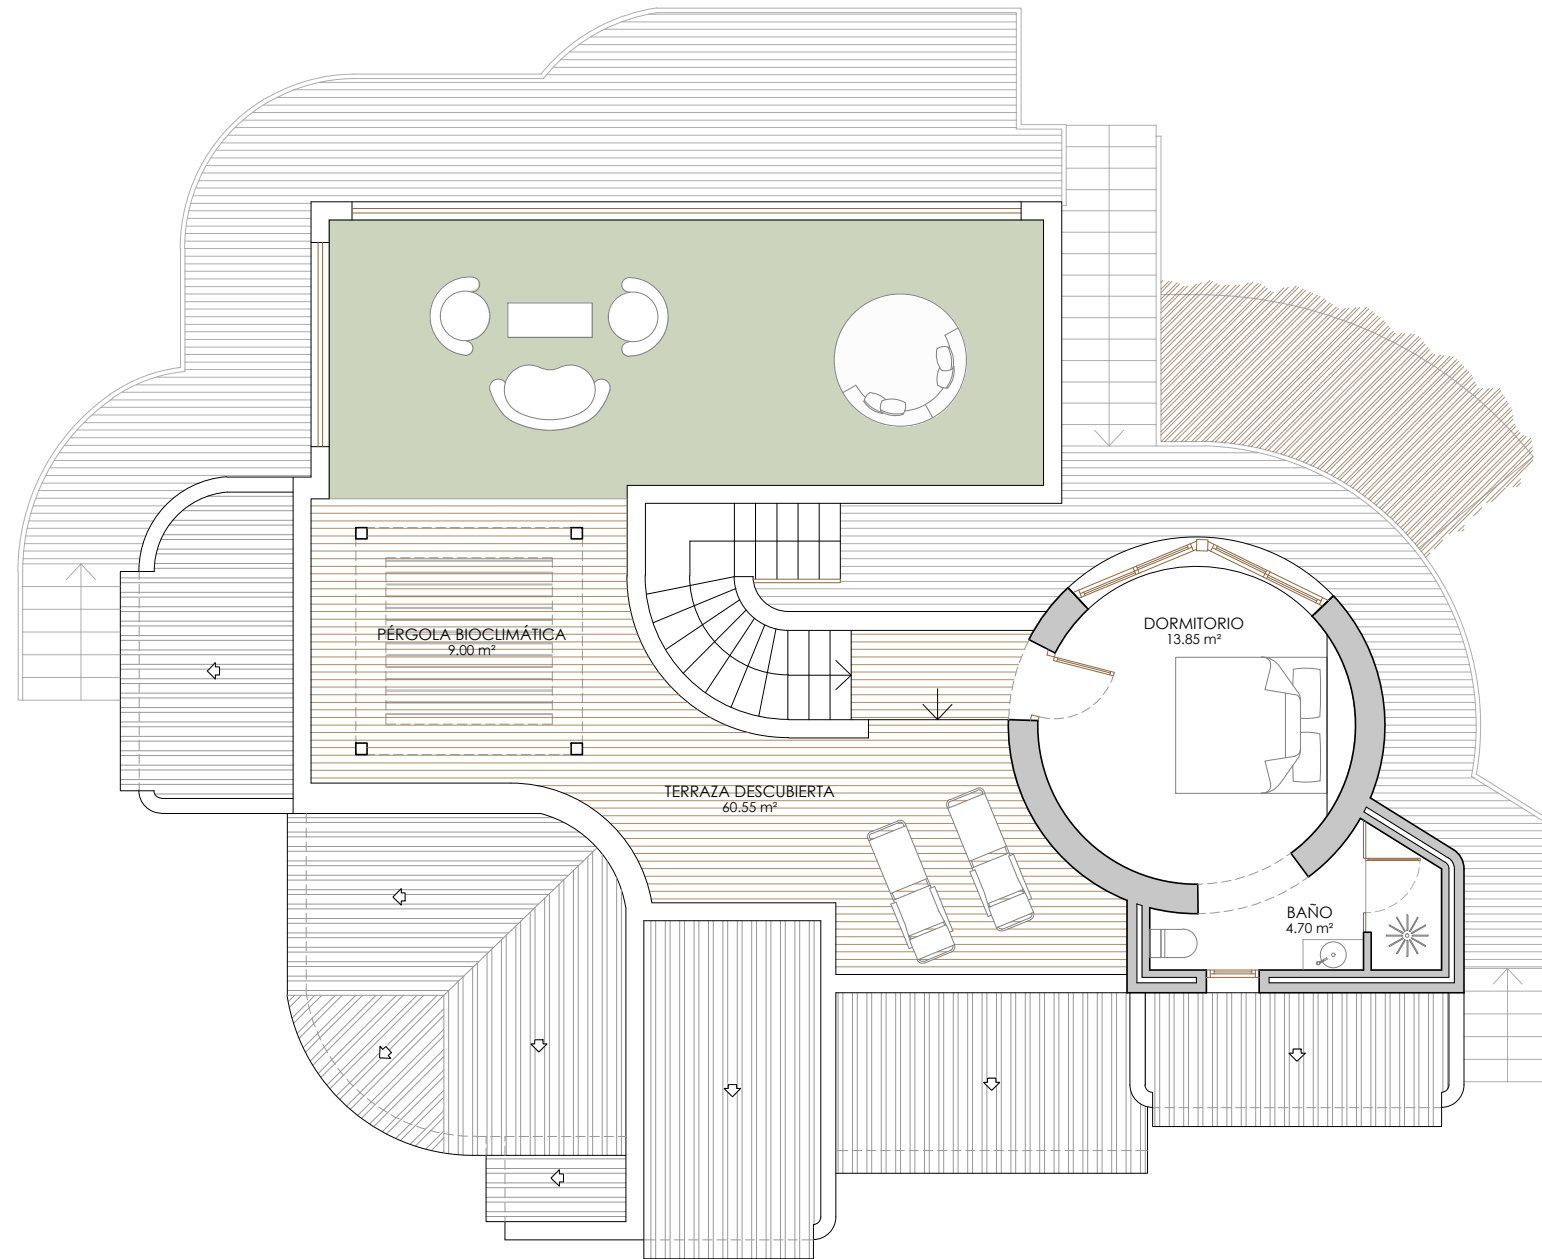 DORMITORIO
13.85 m²
PÉRGOLA BIOCLIMÁTICA
9.00 m²
TERRAZA DESCUBIERTA
60.55 m²
BAÑO
4.70 m²